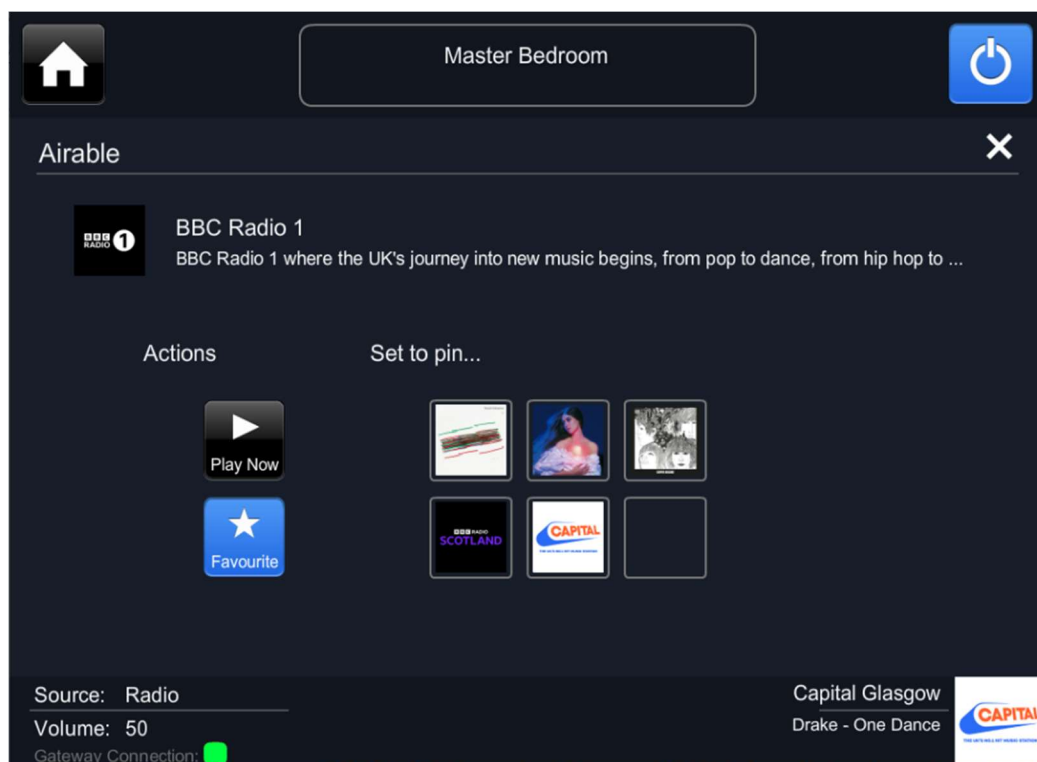 Master Bedroom
Airable
BBC RADIO 1
BBC Radio 1
BBC Radio 1 where the UK's journey into new music begins, from pop to dance, from hip hop to ...
Actions
Set to pin...
Play Now
Favourite
BBC RADIO
SCOTLAND
CAPITAL
Source: Radio
Volume: 50
Gateway Connection:
Capital Glasgow
Drake - One Dance
CAPITAL